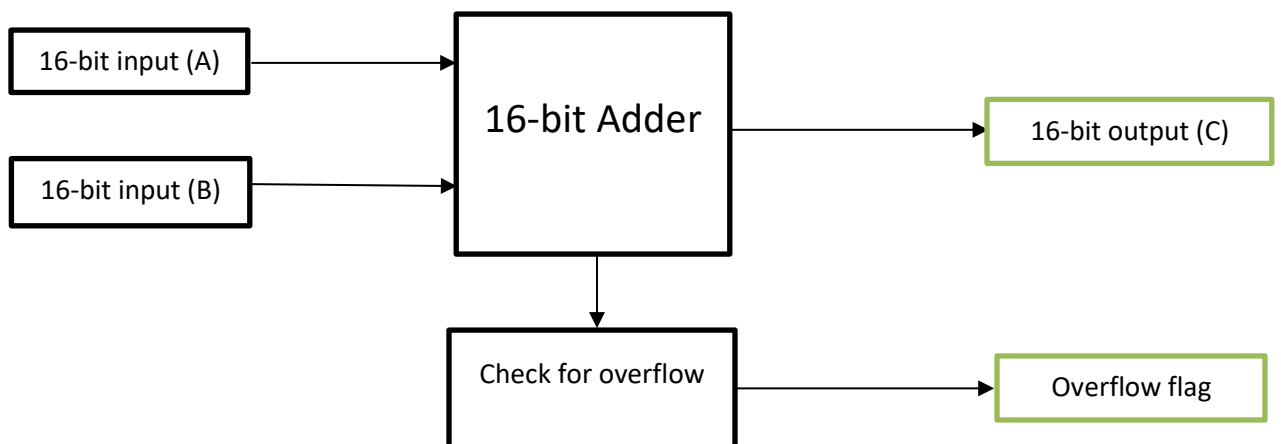 16-bit input (A)
16-bit Adder
16-bit output (C)
16-bit input (B)
Check for overflow
Overflow flag